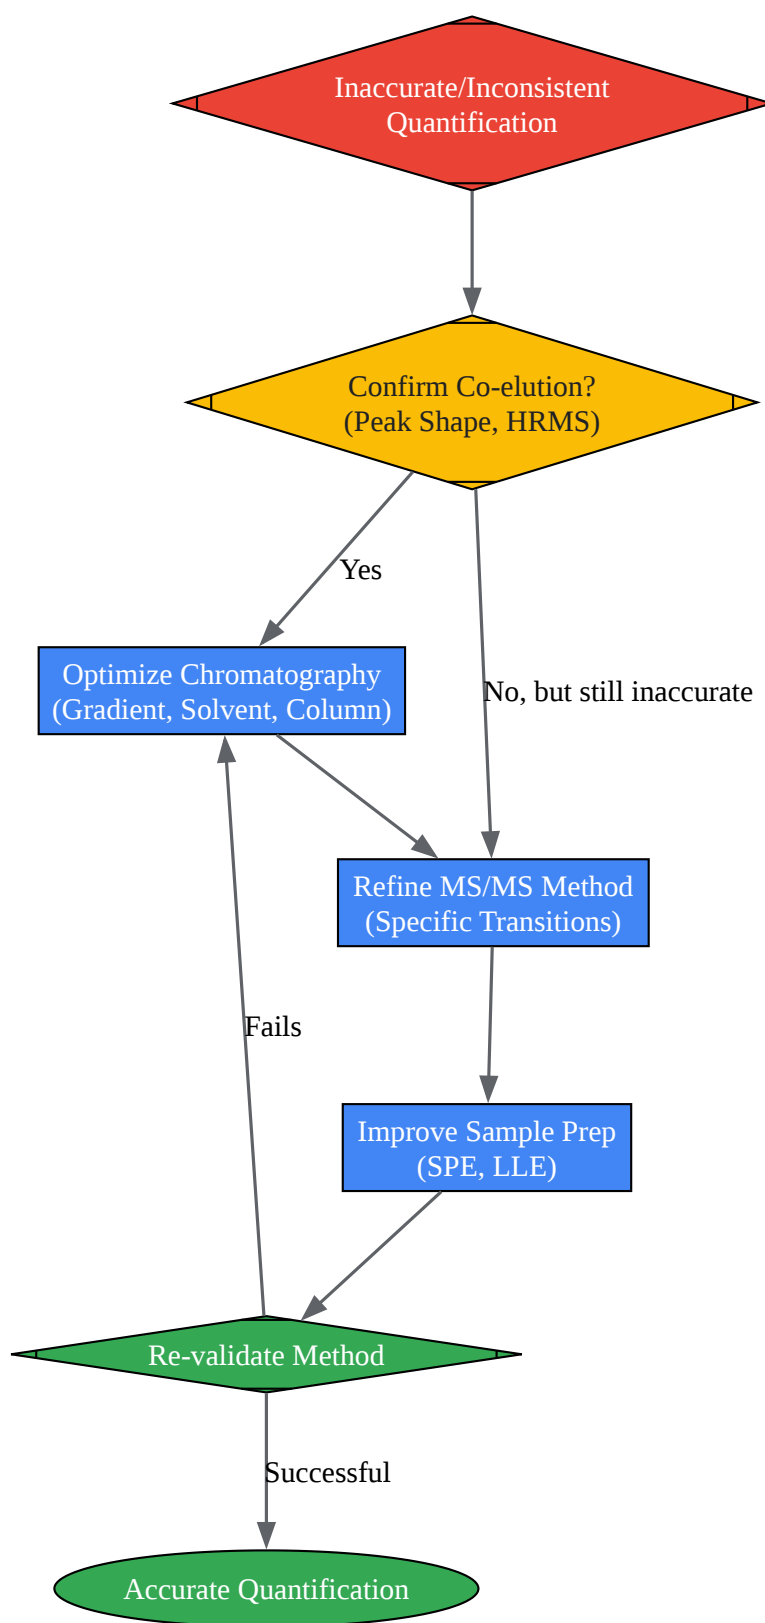 Inaccurate/Inconsistent
Quantification
Confirm Co-elution?
(Peak Shape, HRMS)
Yes
Optimize Chromatography
(Gradient, Solvent, Column)
No, but still inaccurate
Refine MS/MS Method
(Specific Transitions)
Fails
Improve Sample Prep
(SPE, LLE)
Re-validate Method
Successful
Accurate Quantification